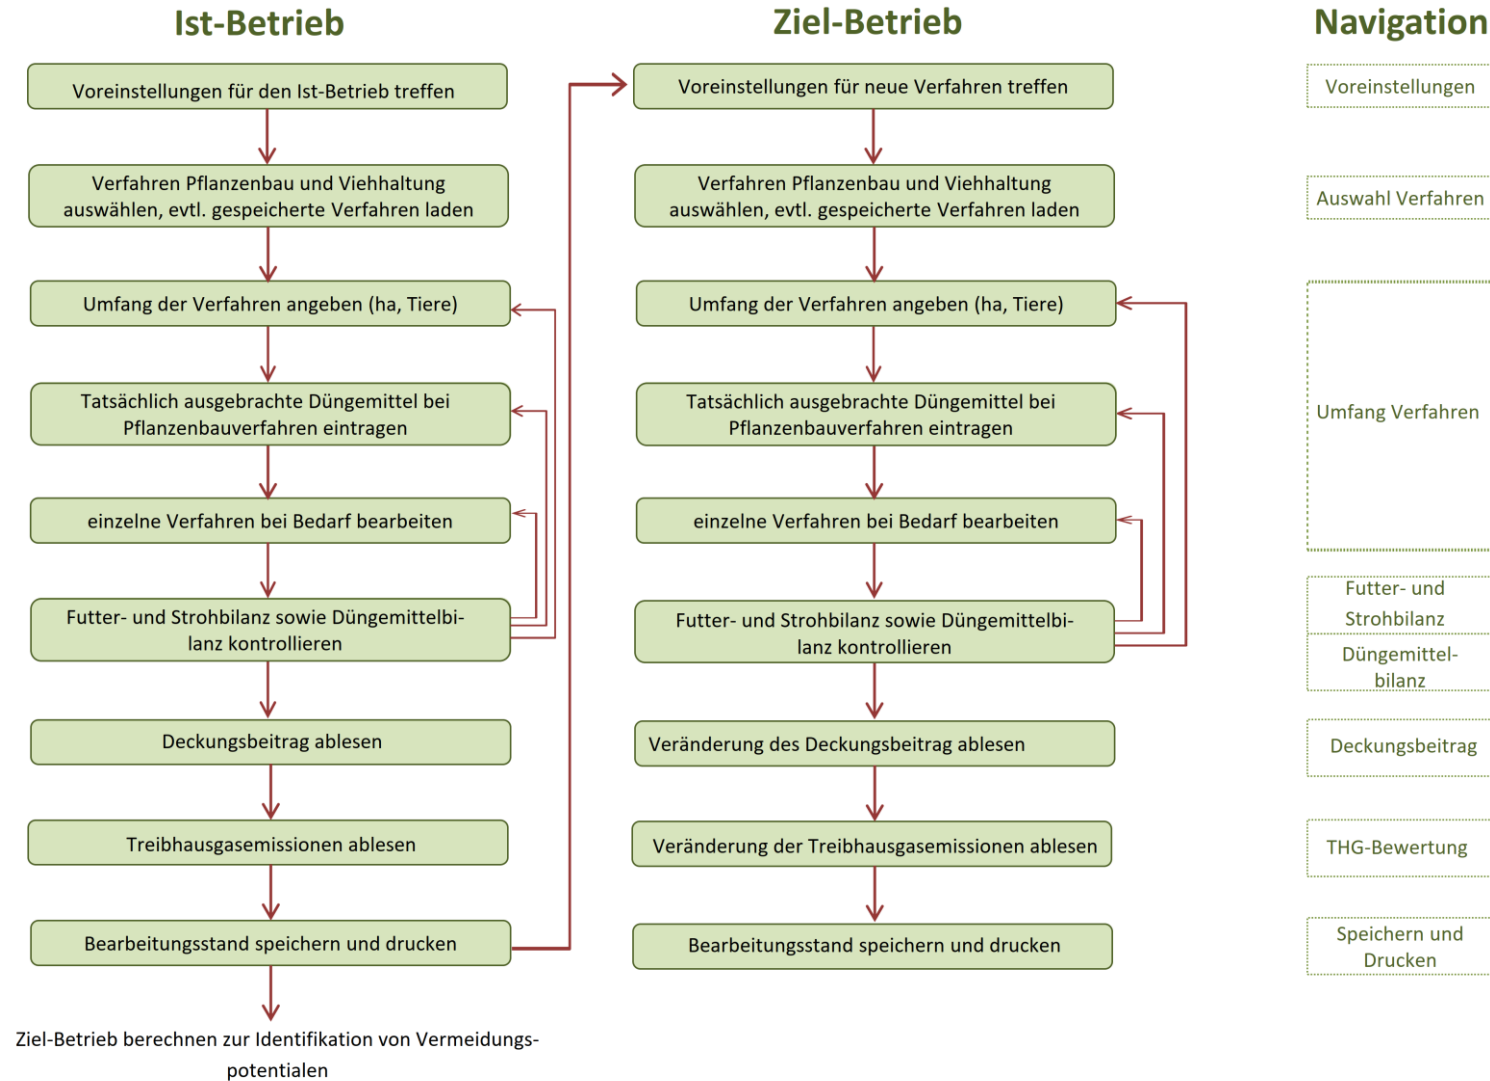 Ist-Betrieb
Voreinstellungen für den Ist-Betrieb treffen
Verfahren Pflanzenbau und Viehhaltung
auswählen, evtl. gespeicherte Verfahren laden
Umfang der Verfahren angeben (ha, Tiere)
Tatsächlich ausgebrachte Düngemittel bei
Pflanzenbauverfahren eintragen
einzelne Verfahren bei Bedarf bearbeiten
Futter- und Strohbilanz sowie Düngemittelbi-
lanz kontrollieren
Deckungsbeitrag ablesen
Treibhausgasemissionen ablesen
Bearbeitungsstand speichern und drucken
Ziel-Betrieb berechnen zur Identifikation von Vermeidungs-
potentialen
Ziel-Betrieb
Voreinstellungen für neue Verfahren treffen
Verfahren Pflanzenbau und Viehhaltung
auswählen, evtl. gespeicherte Verfahren laden
Umfang der Verfahren angeben (ha, Tiere)
Tatsächlich ausgebrachte Düngemittel bei
Pflanzenbauverfahren eintragen
einzelne Verfahren bei Bedarf bearbeiten
Futter- und Strohbilanz sowie Düngemittelbi-
lanz kontrollieren
Veränderung des Deckungsbeitrag ablesen
Veränderung der Treibhausgasemissionen ablesen
Bearbeitungsstand speichern und drucken
Navigation
Voreinstellungen
Auswahl Verfahren
Umfang Verfahren
Futter- und
Strohbilanz
Düngemittel-
bilanz
Deckungsbeitrag
THG-Bewertung
Speichern und
Drucken